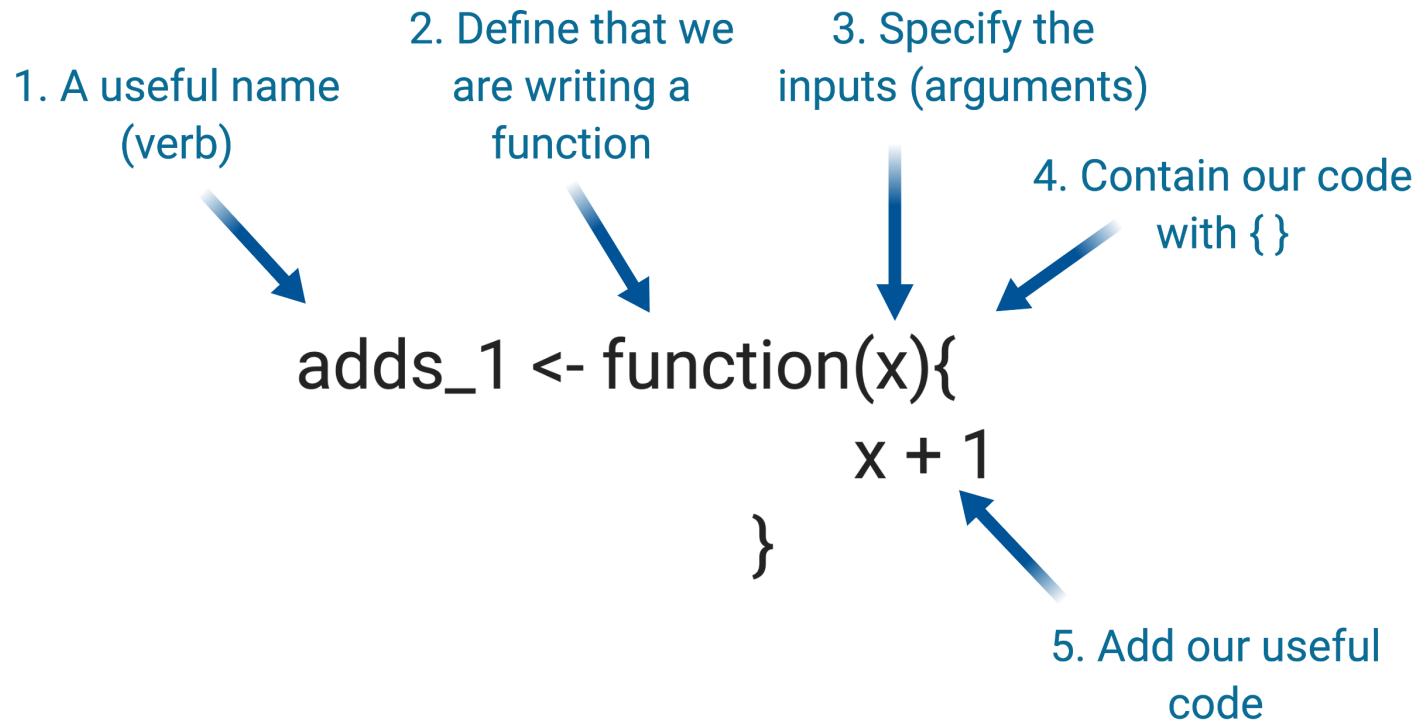 1. A useful name
(verb)
2. Define that we
are writing a
function
3. Specify the
inputs (arguments)
4. Contain our code
with { }
adds_1 <- function(x){
x + 1
}
5. Add our useful
code